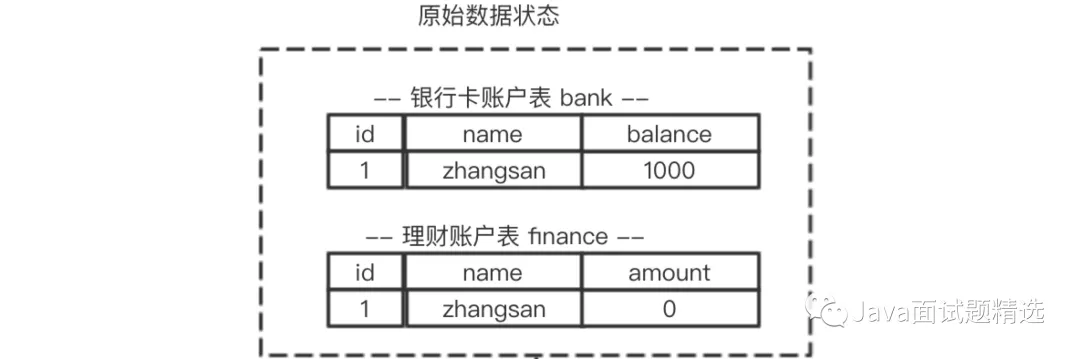 原始数据状态
-- 银行卡账户表 bank --
id name balance
1 zhangsan 1000
-- 理财账户表 finance --
id name amount
1 zhangsan 0
Java面试题精选